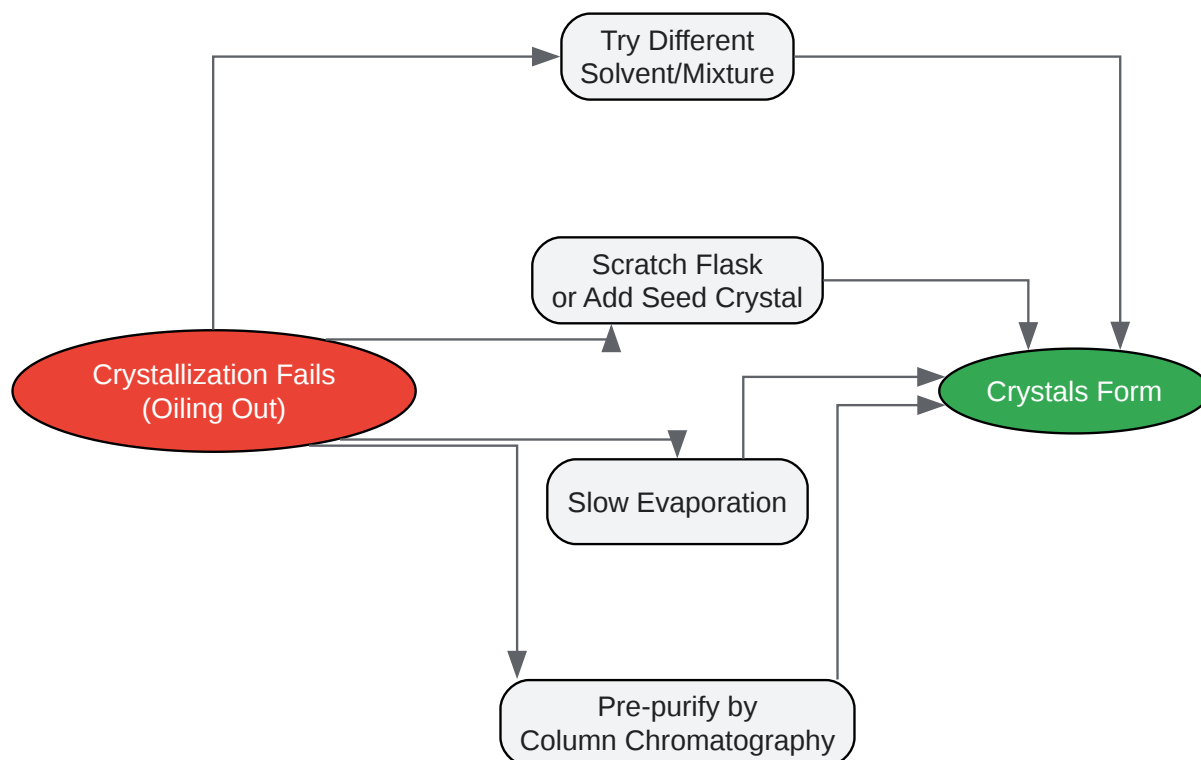 Try Different
Solvent/Mixture
Scratch Flask
or Add Seed Crystal
Crystallization Fails
(Oiling Out)
Crystals Form
Slow Evaporation
Pre-purify by
Column Chromatography